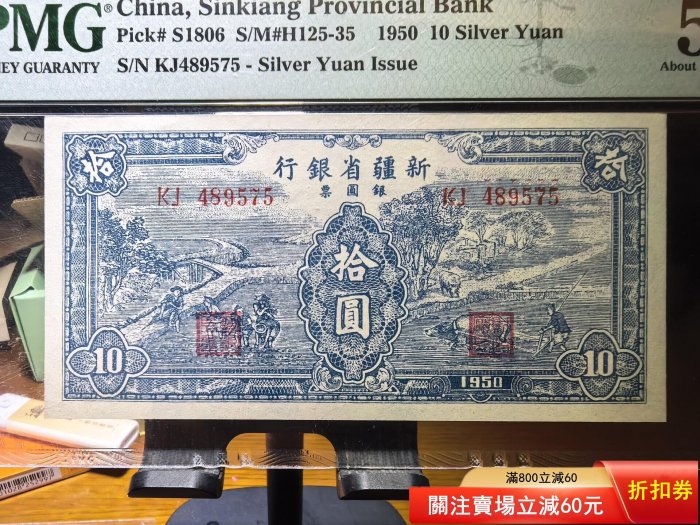 China, Sinkiang Provincial Bank
PMG®
Pick# S1806 S/M#H125-35 1950 10 Silver Yuan
EY GUARANTY
S/N KJ489575 - Silver Yuan Issue
5
About
拾
行銀省疆新
拾
票圓銀
KJ 489575
KJ 489575
拾圓
10
1950
10
滿800立減60
關注賣場立減60元
折扣券